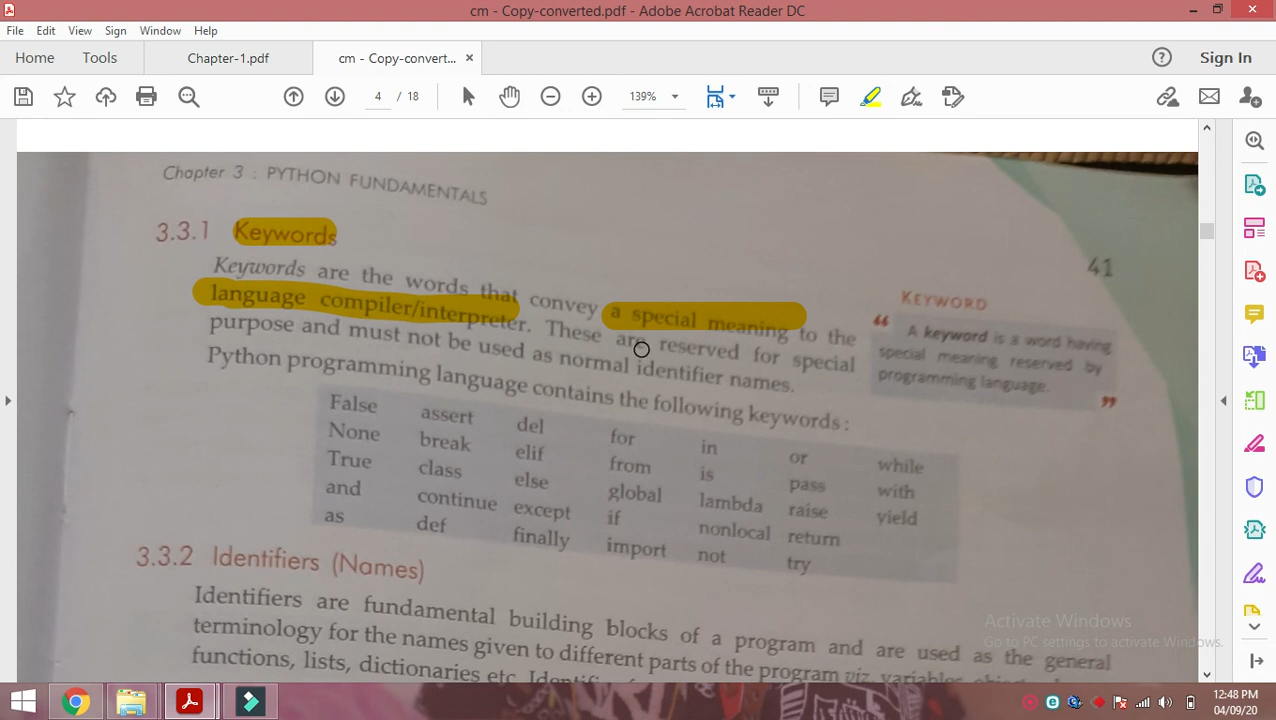 cm - Copy-converted.pdf - Adobe Acrobat Reader DC
File Edit View Sign Window Help
Home Tools Chapter-1.pdf cm - Copy-convert... × Sign In
4 / 18 139%
Chapter 3 : PYTHON FUNDAMENTALS
41
3.3.1 Keywords
Keywords are the words that convey a special meaning to the
language compiler/interpreter. These are reserved for special
purpose and must not be used as normal identifier names.
Python programming language contains the following keywords :
KEYWORD
“ A keyword is a word having
special meaning reserved by
programming language. ”
False assert del for in or while
None break elif from is pass with
True class else global lambda raise yield
and continue except if nonlocal return
as def finally import not try
3.3.2 Identifiers (Names)
Identifiers are fundamental building blocks of a program and are used as the general
terminology for the names given to different parts of the program viz. variables, objects,
functions, lists, dictionaries etc.
Activate Windows
Go to PC settings to activate Windows.
12:48 PM
04/09/20